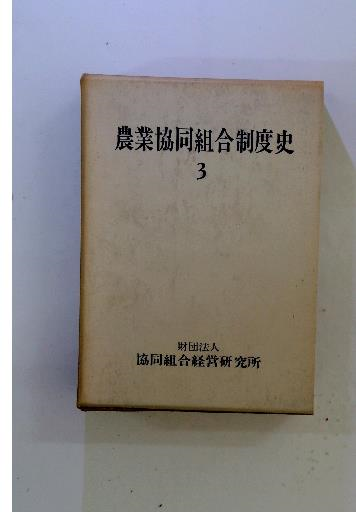 農業協同組合制度史
3
財団法人
協同組合経営研究所